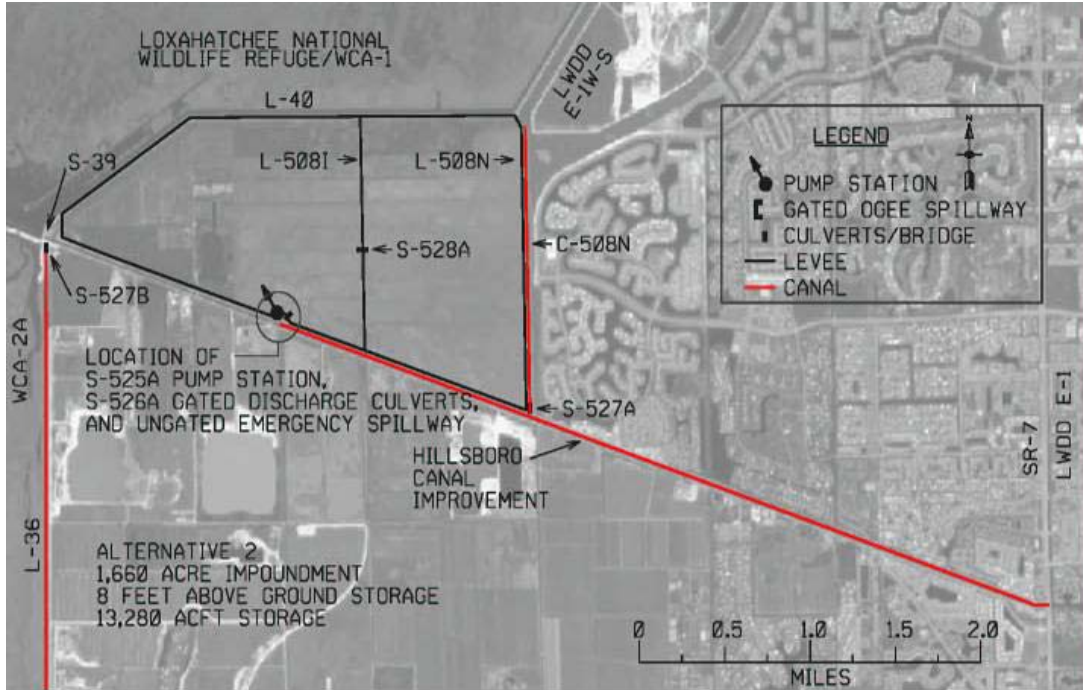 LOXAHATCHEE NATIONAL
WILDLIFE REFUGE/WCA-1
L-40
LWDD
E-1W-S
S-39
L-508I
L-508N
LEGEND
N
PUMP STATION
GATED OGEE SPILLWAY
CULVERTS/BRIDGE
LEVEE
CANAL
S-528A
C-508N
S-527B
WCA-2A
LOCATION OF
S-525A PUMP STATION,
S-526A GATED DISCHARGE CULVERTS,
AND UNGATED EMERGENCY SPILLWAY
S-527A
HILLSBORO
CANAL
IMPROVEMENT
SR-7
LWDD E-1
L-36
ALTERNATIVE 2
1,660 ACRE IMPOUNDMENT
8 FEET ABOVE GROUND STORAGE
13,280 ACFT STORAGE
0 0.5 1.0 1.5 2.0
MILES